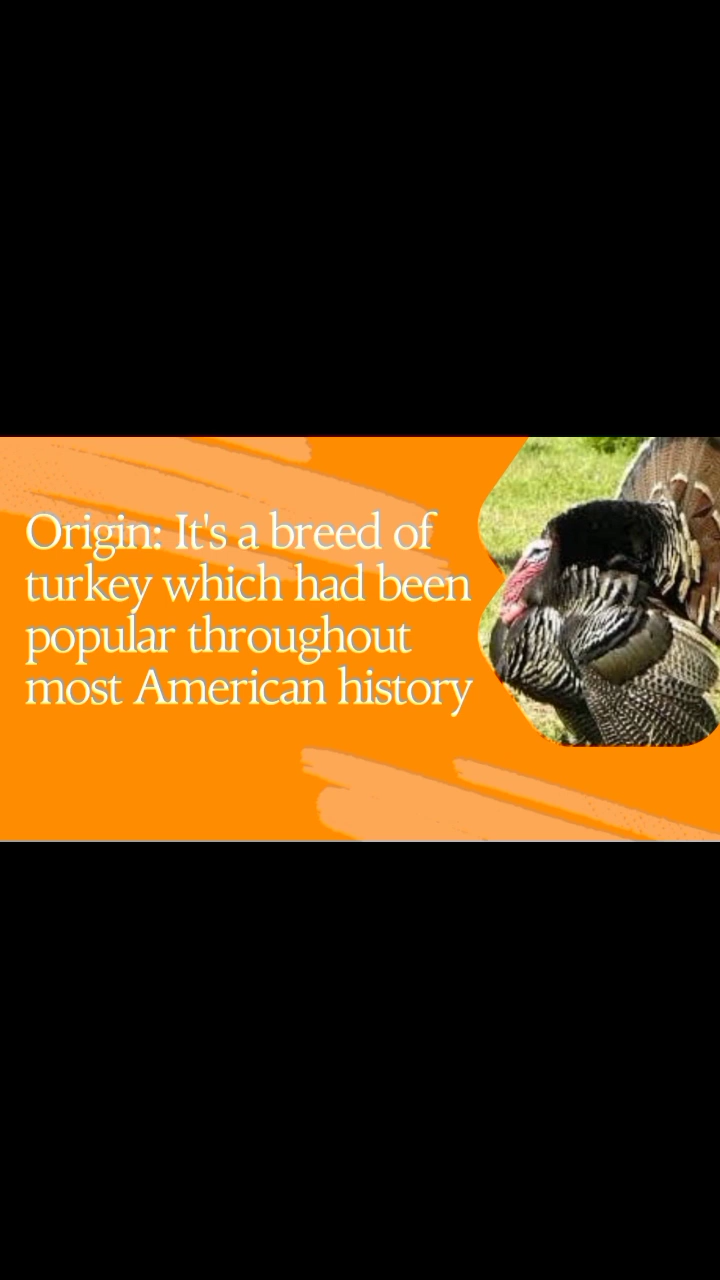 Origin: It's a breed of
turkey which had been
popular throughout
most American history